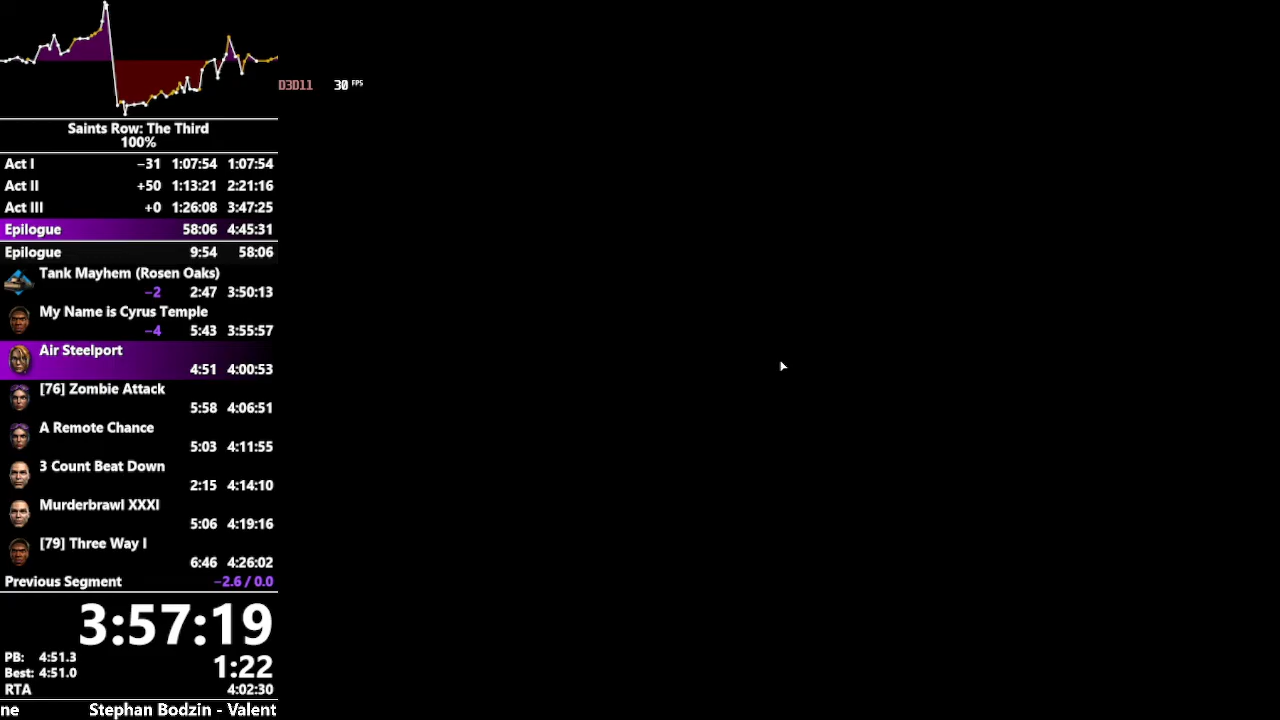 D3D11 30 FPS
Saints Row: The Third
100%
Act I −31 1:07:54 1:07:54
Act II +50 1:13:21 2:21:16
Act III +0 1:26:08 3:47:25
Epilogue 58:06 4:45:31
Epilogue 9:54 58:06
Tank Mayhem (Rosen Oaks)
−2 2:47 3:50:13
My Name is Cyrus Temple
−4 5:43 3:55:57
Air Steelport
4:51 4:00:53
[76] Zombie Attack
5:58 4:06:51
A Remote Chance
5:03 4:11:55
3 Count Beat Down
2:15 4:14:10
Murderbrawl XXXI
5:06 4:19:16
[79] Three Way I
6:46 4:26:02
Previous Segment −2.6 / 0.0
3:57:19
PB: 4:51.3
Best: 4:51.0
1:22
RTA 4:02:30
ne Stephan Bodzin - Valent